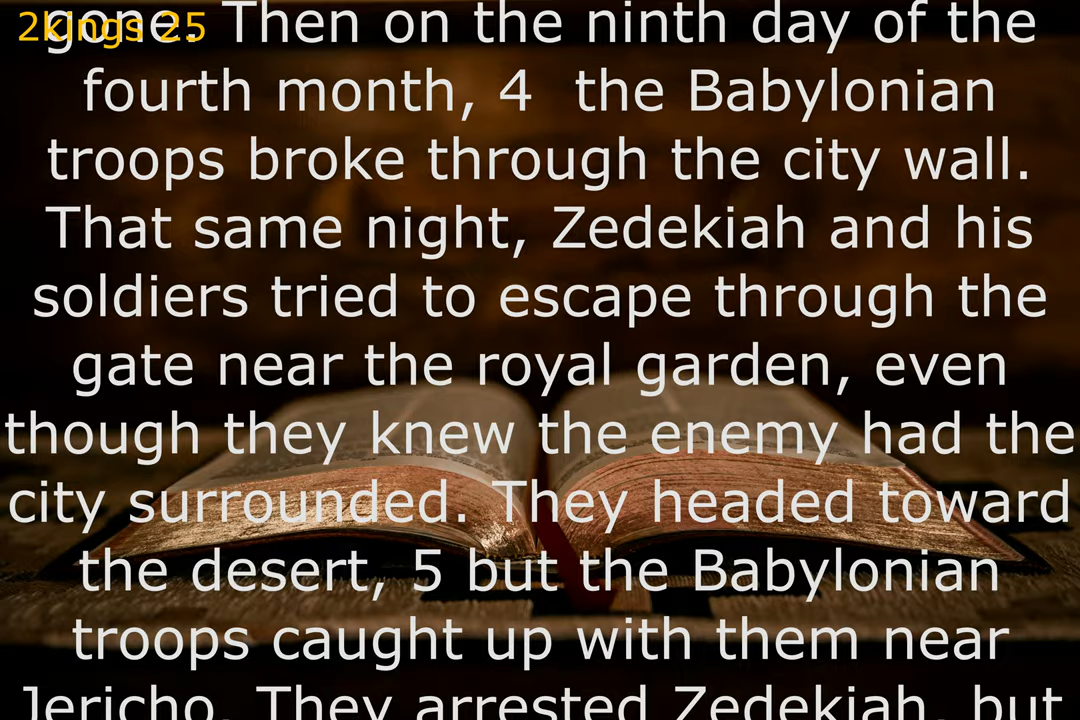 2kings 25
gone. Then on the ninth day of the
fourth month, 4 the Babylonian
troops broke through the city wall.
That same night, Zedekiah and his
soldiers tried to escape through the
gate near the royal garden, even
though they knew the enemy had the
city surrounded. They headed toward
the desert, 5 but the Babylonian
troops caught up with them near
Jericho. They arrested Zedekiah, but